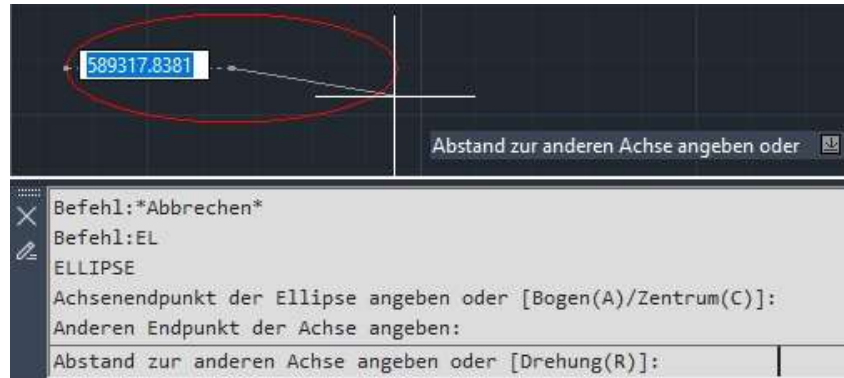 589317.8381
Abstand zur anderen Achse angeben oder
Befehl:*Abbrechen*
Befehl:EL
ELLIPSE
Achsenendpunkt der Ellipse angeben oder [Bogen(A)/Zentrum(C)]:
Anderen Endpunkt der Achse angeben:
Abstand zur anderen Achse angeben oder [Drehung(R)]: